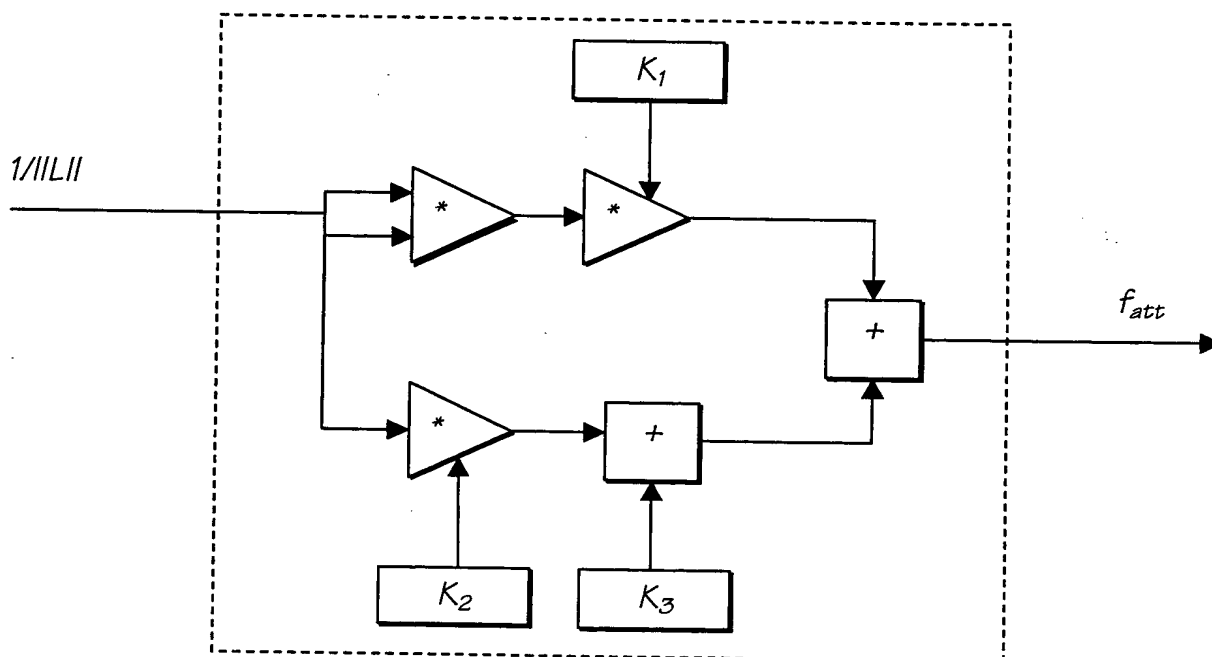 K₁
1/||L||
*
*
+
f_att
*
+
K₂
K₃